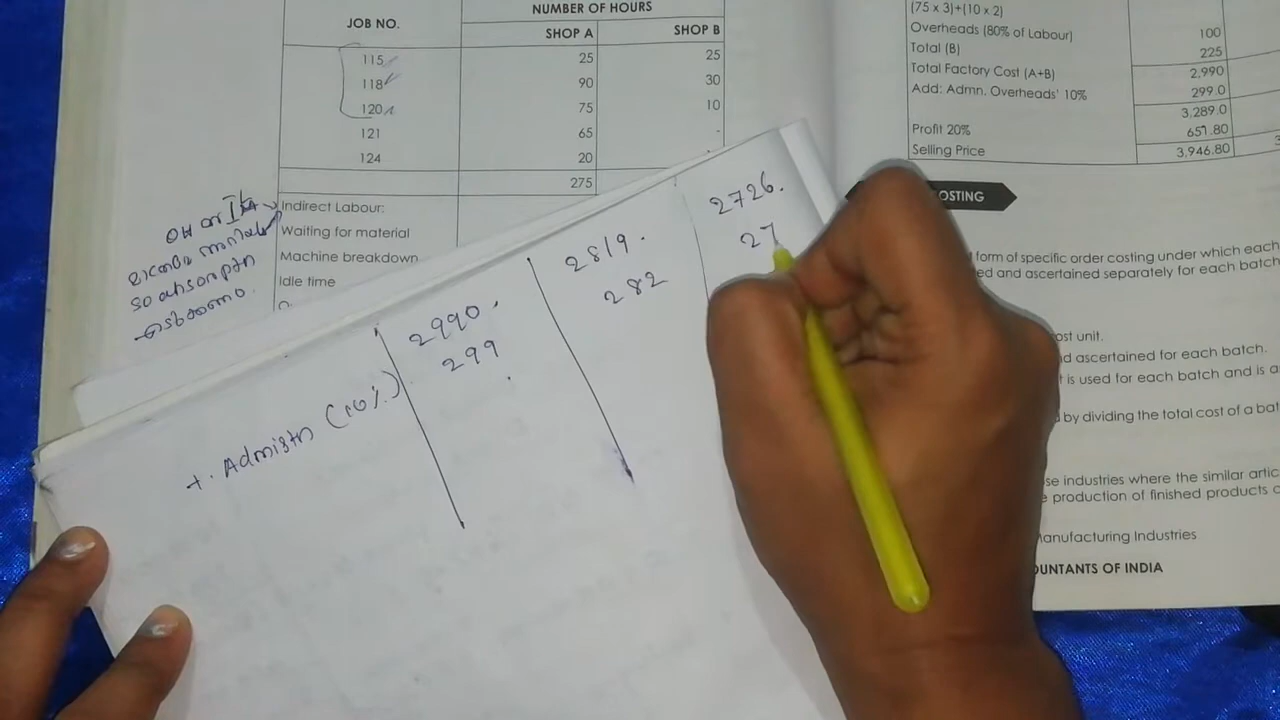 NUMBER OF HOURS
JOB NO.
SHOP A
SHOP B
115 25 25
118 90 30
120 75 10
121 65 -
124 20 -
275
Indirect Labour:
Waiting for material
Machine breakdown
Idle time
OH
so absorptn
എടുക്കണം.
(75 x 3)+(10 x 2)
Overheads (80% of Labour) 100
Total (B) 225
Total Factory Cost (A+B) 2,990
Add: Admn. Overheads' 10% 299.0
3,289.0
Profit 20% 657.80
Selling Price 3,946.80
OSTING
form of specific order costing under which each
ed and ascertained separately for each batch
ost unit.
d ascertained for each batch.
t is used for each batch and is a
by dividing the total cost of a bat
se industries where the similar artic
e production of finished products c
Manufacturing Industries
OUNTANTS OF INDIA
2990. 2819. 2726.
+. Admistn (10%) 299 282 27